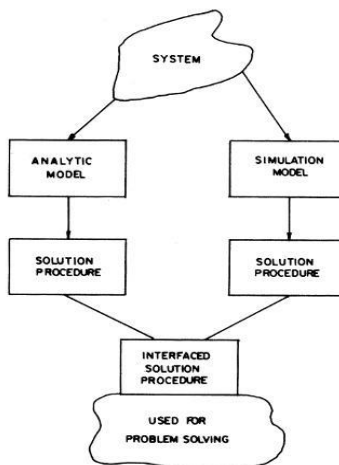 SYSTEM
ANALYTIC
MODEL
SIMULATION
MODEL
SOLUTION
PROCEDURE
SOLUTION
PROCEDURE
INTERFACED
SOLUTION
PROCEDURE
USED FOR
PROBLEM SOLVING